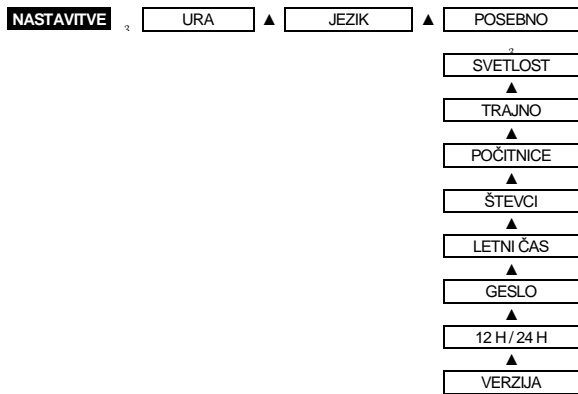 NASTAVITVE URA ▲ JEZIK ▲ POSEBNO
SVETLOST
▲
TRAJNO
▲
POČITNICE
▲
ŠTEVCI
▲
LETNI ČAS
▲
GESLO
▲
12 H / 24 H
▲
VERZIJA